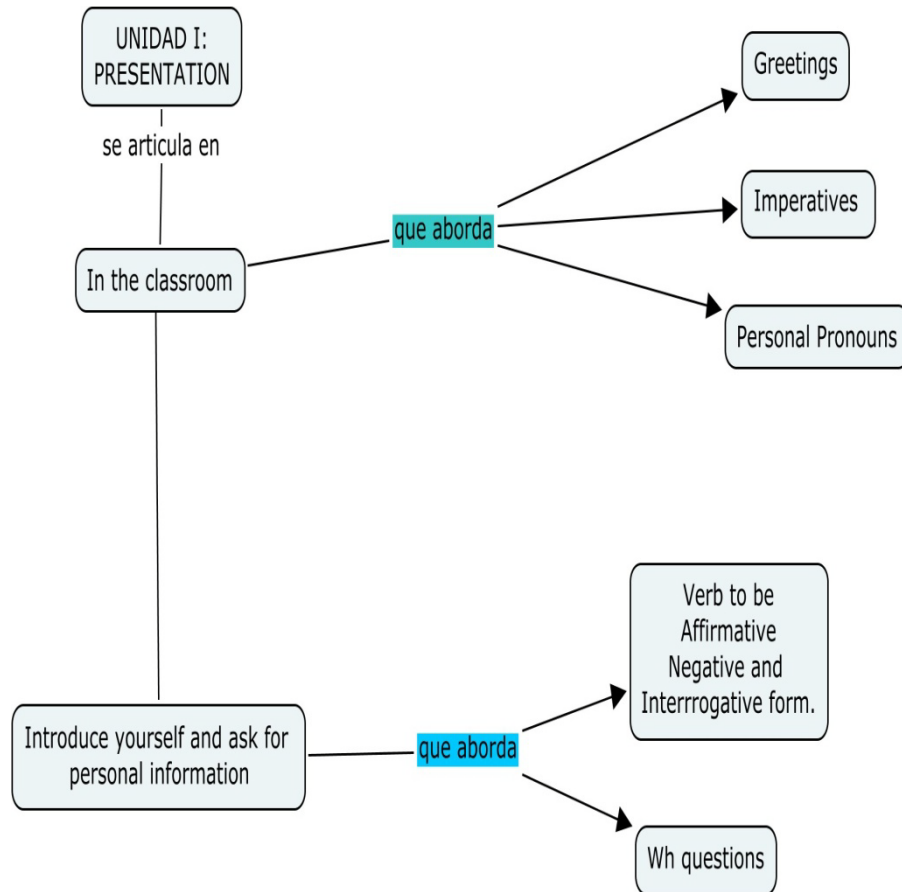 UNIDAD I:
PRESENTATION
se articula en
In the classroom
que aborda
Greetings
Imperatives
Personal Pronouns
Introduce yourself and ask for
personal information
que aborda
Verb to be
Affirmative
Negative and
Interrrogative form.
Wh questions